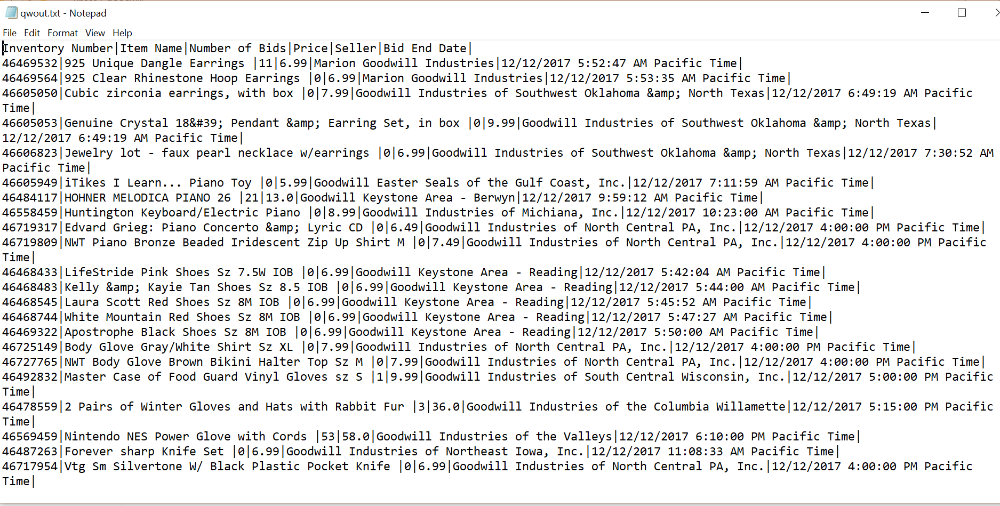 qwout.txt - Notepad
File Edit Format View Help
Inventory Number|Item Name|Number of Bids|Price|Seller|Bid End Date|
46469532|925 Unique Dangle Earrings |11|6.99|Marion Goodwill Industries|12/12/2017 5:52:47 AM Pacific Time|
46469564|925 Clear Rhinestone Hoop Earrings |0|6.99|Marion Goodwill Industries|12/12/2017 5:53:35 AM Pacific Time|
46605050|Cubic zirconia earrings, with box |0|7.99|Goodwill Industries of Southwest Oklahoma &amp; North Texas|12/12/2017 6:49:19 AM Pacific
Time|
46605053|Genuine Crystal 18&#39; Pendant &amp; Earring Set, in box |0|9.99|Goodwill Industries of Southwest Oklahoma &amp; North Texas|
12/12/2017 6:49:19 AM Pacific Time|
46606823|Jewelry lot - faux pearl necklace w/earrings |0|6.99|Goodwill Industries of Southwest Oklahoma &amp; North Texas|12/12/2017 7:30:52 AM
Pacific Time|
46605949|iTikes I Learn... Piano Toy |0|5.99|Goodwill Easter Seals of the Gulf Coast, Inc.|12/12/2017 7:11:59 AM Pacific Time|
46484117|HOHNER MELODICA PIANO 26 |21|13.0|Goodwill Keystone Area - Berwyn|12/12/2017 9:59:12 AM Pacific Time|
46558459|Huntington Keyboard/Electric Piano |0|8.99|Goodwill Industries of Michiana, Inc.|12/12/2017 10:23:00 AM Pacific Time|
46719317|Edvard Grieg: Piano Concerto &amp; Lyric CD |0|6.49|Goodwill Industries of North Central PA, Inc.|12/12/2017 4:00:00 PM Pacific Time|
46719809|NWT Piano Bronze Beaded Iridescent Zip Up Shirt M |0|7.49|Goodwill Industries of North Central PA, Inc.|12/12/2017 4:00:00 PM Pacific
Time|
46468433|LifeStride Pink Shoes Sz 7.5W IOB |0|6.99|Goodwill Keystone Area - Reading|12/12/2017 5:42:04 AM Pacific Time|
46468483|Kelly &amp; Kayie Tan Shoes Sz 8.5 IOB |0|6.99|Goodwill Keystone Area - Reading|12/12/2017 5:44:00 AM Pacific Time|
46468545|Laura Scott Red Shoes Sz 8M IOB |0|6.99|Goodwill Keystone Area - Reading|12/12/2017 5:45:52 AM Pacific Time|
46468744|White Mountain Red Shoes Sz 8M IOB |0|6.99|Goodwill Keystone Area - Reading|12/12/2017 5:47:27 AM Pacific Time|
46469322|Apostrophe Black Shoes Sz 8M IOB |0|6.99|Goodwill Keystone Area - Reading|12/12/2017 5:50:00 AM Pacific Time|
46725149|Body Glove Gray/White Shirt Sz XL |0|7.99|Goodwill Industries of North Central PA, Inc.|12/12/2017 4:00:00 PM Pacific Time|
46727765|NWT Body Glove Brown Bikini Halter Top Sz M |0|7.99|Goodwill Industries of North Central PA, Inc.|12/12/2017 4:00:00 PM Pacific Time|
46492832|Master Case of Food Guard Vinyl Gloves sz S |1|9.99|Goodwill Industries of South Central Wisconsin, Inc.|12/12/2017 5:00:00 PM Pacific
Time|
46478559|2 Pairs of Winter Gloves and Hats with Rabbit Fur |3|36.0|Goodwill Industries of the Columbia Willamette|12/12/2017 5:15:00 PM Pacific
Time|
46569459|Nintendo NES Power Glove with Cords |53|58.0|Goodwill Industries of the Valleys|12/12/2017 6:10:00 PM Pacific Time|
46487263|Forever sharp Knife Set |0|6.99|Goodwill Industries of Northeast Iowa, Inc.|12/12/2017 11:08:33 AM Pacific Time|
46717954|Vtg Sm Silvertone W/ Black Plastic Pocket Knife |0|6.99|Goodwill Industries of North Central PA, Inc.|12/12/2017 4:00:00 PM Pacific
Time|